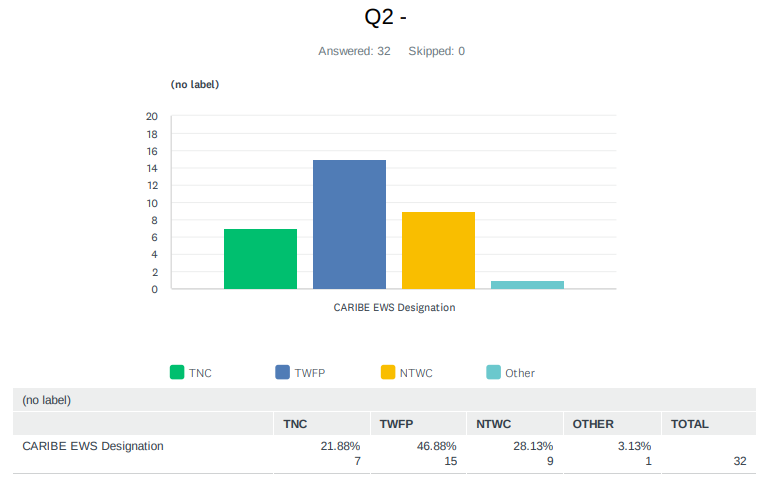 Q2 -
Answered: 32 Skipped: 0
(no label)
20
18
16
14
12
10
8
6
4
2
0
CARIBE EWS Designation
TNC TWFP NTWC Other
(no label)
TNC TWFP NTWC OTHER TOTAL
CARIBE EWS Designation 21.88% 46.88% 28.13% 3.13%
7 15 9 1 32